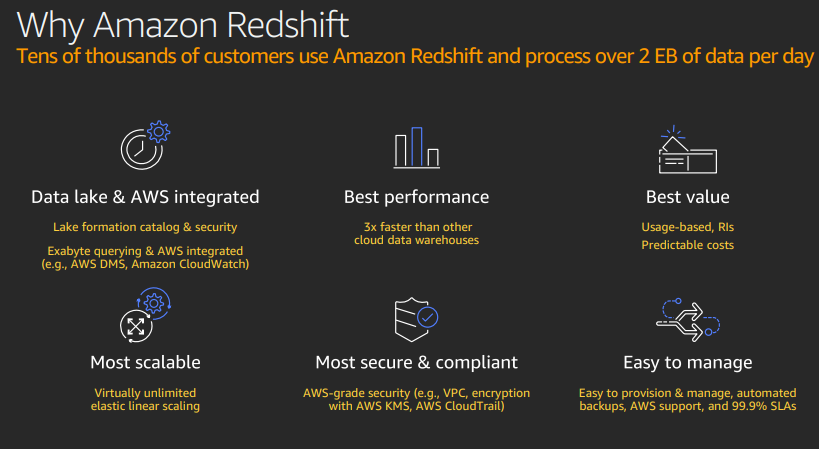 Why Amazon Redshift
Tens of thousands of customers use Amazon Redshift and process over 2 EB of data per day
Data lake & AWS integrated
Lake formation catalog & security
Exabyte querying & AWS integrated
(e.g., AWS DMS, Amazon CloudWatch)
Best performance
3x faster than other
cloud data warehouses
Best value
Usage-based, RIs
Predictable costs
Most scalable
Virtually unlimited
elastic linear scaling
Most secure & compliant
AWS-grade security (e.g., VPC, encryption
with AWS KMS, AWS CloudTrail)
Easy to manage
Easy to provision & manage, automated
backups, AWS support, and 99.9% SLAs